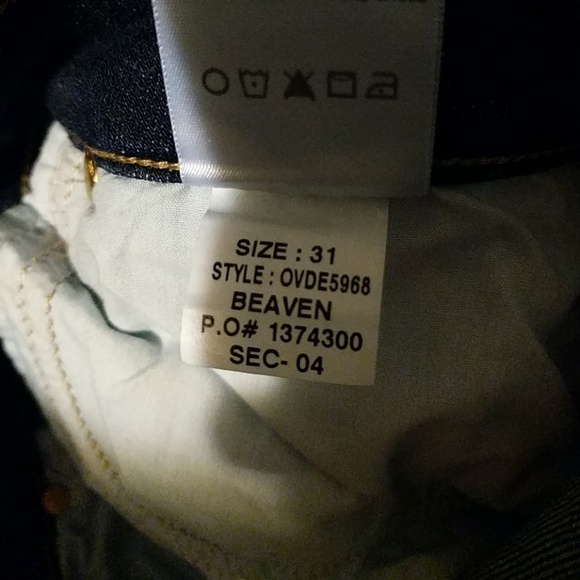 SIZE : 31
STYLE : OVDE5968
BEAVEN
P.O# 1374300
SEC- 04